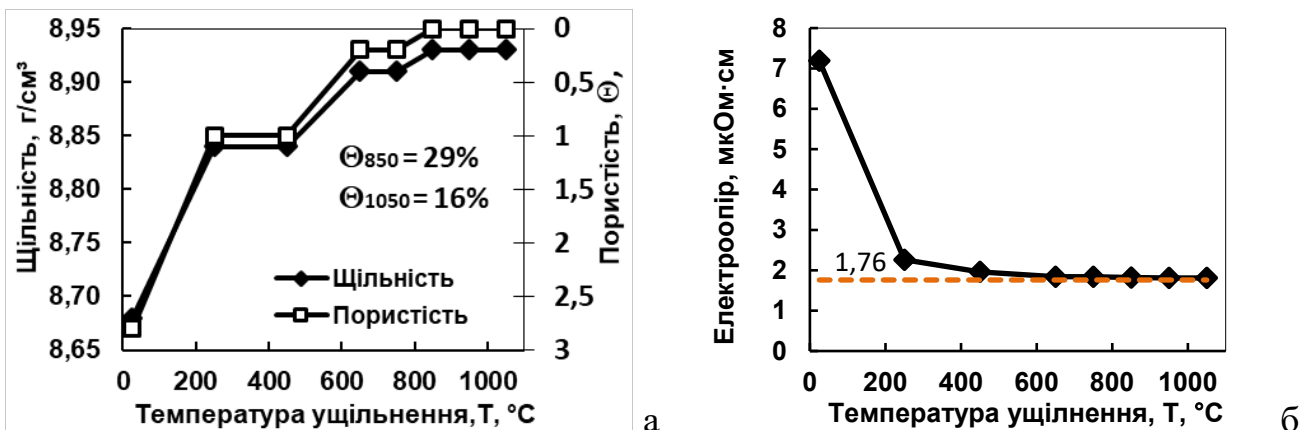 8,95
8,90
8,85
8,80
8,75
8,70
8,65
Щільність, г/см³
0
0,5
1
1,5
2
2,5
3
Пористість, Θ,
Θ850 = 29%
Θ1050 = 16%
Щільність
Пористість
0 200 400 600 800 1000
Температура ущільнення,Т, °С
а
8
7
6
5
4
3
2
1
0
Електроопір, мкОм·см
1,76
0 200 400 600 800 1000
Температура ущілнення, Т, °С
б